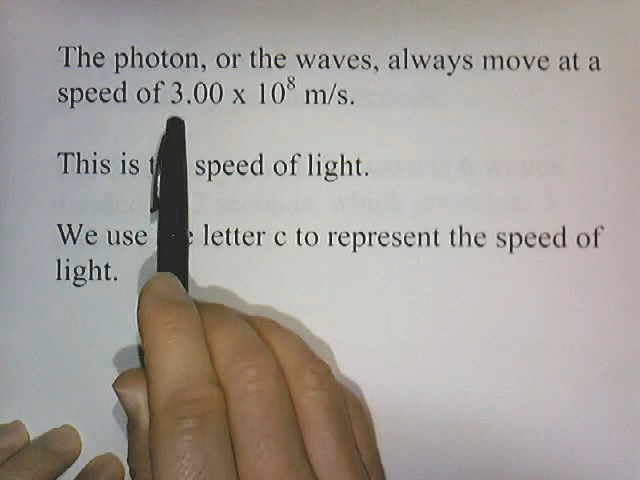 The photon, or the waves, always move at a
speed of 3.00 x 10⁸ m/s.
This is speed of light.
We use letter c to represent the speed of
light.